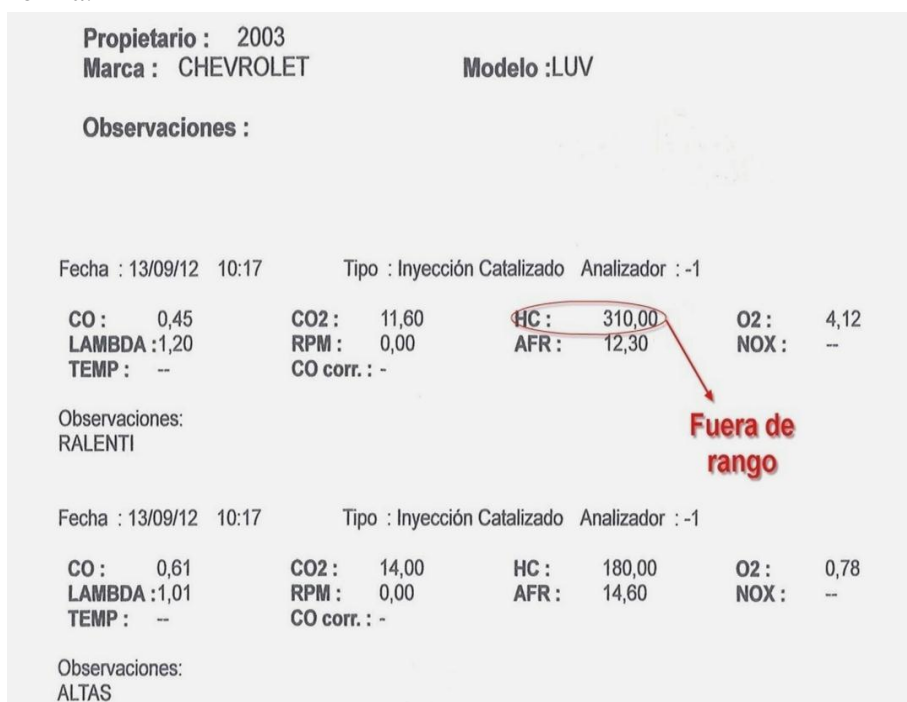 Propietario : 2003
Marca : CHEVROLET Modelo :LUV
Observaciones :
Fecha : 13/09/12 10:17 Tipo : Inyección Catalizado Analizador : -1
CO : 0,45 CO2 : 11,60 HC : 310,00 O2 : 4,12
LAMBDA :1,20 RPM : 0,00 AFR : 12,30 NOX : --
TEMP : -- CO corr. : -
Observaciones:
RALENTI
Fuera de
rango
Fecha : 13/09/12 10:17 Tipo : Inyección Catalizado Analizador : -1
CO : 0,61 CO2 : 14,00 HC : 180,00 O2 : 0,78
LAMBDA :1,01 RPM : 0,00 AFR : 14,60 NOX : --
TEMP : -- CO corr. : -
Observaciones:
ALTAS